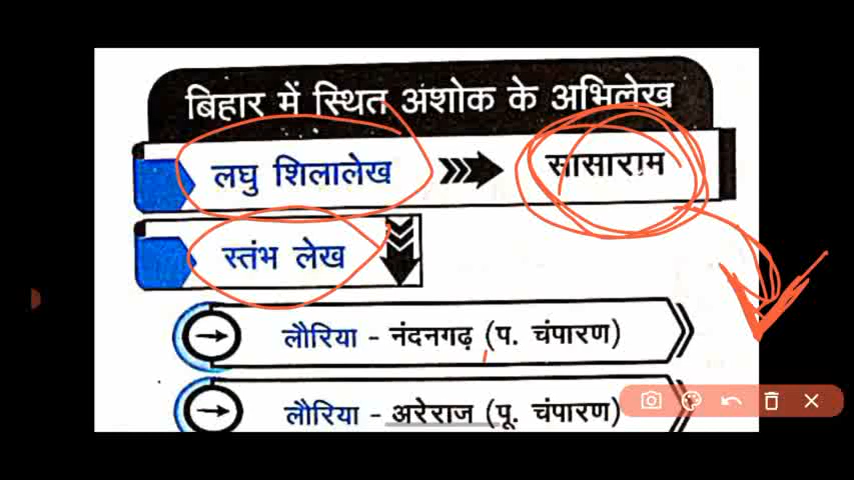 बिहार में स्थित अशोक के अभिलेख
लघु शिलालेख सासाराम
स्तंभ लेख
लौरिया - नंदनगढ़ (प. चंपारण)
लौरिया - अरेराज (पू. चंपारण)